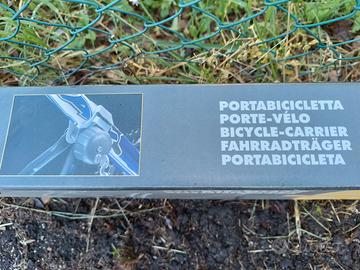 PORTABICICLETTA
PORTE-VÉLO
BICYCLE-CARRIER
FAHRRADTRÄGER
PORTABICICLETA